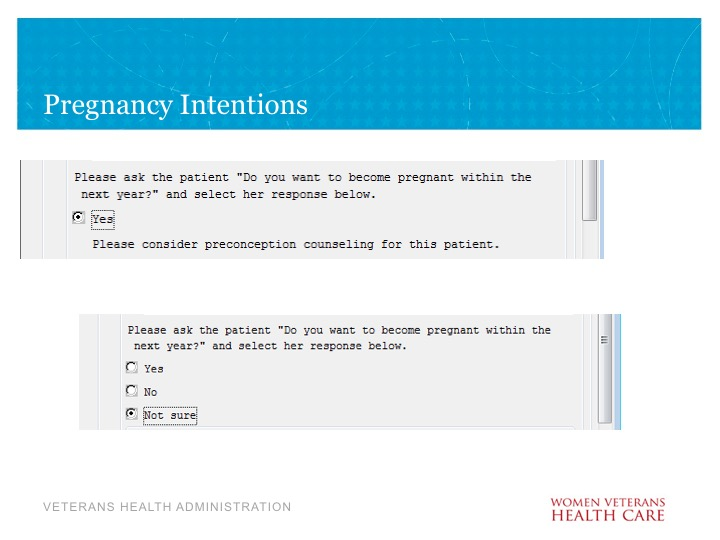 Pregnancy Intentions
Please ask the patient "Do you want to become pregnant within the
next year?" and select her response below.
Yes
Please consider preconception counseling for this patient.
Please ask the patient "Do you want to become pregnant within the
next year?" and select her response below.
Yes
No
Not sure
VETERANS HEALTH ADMINISTRATION
WOMEN VETERANS
HEALTH CARE